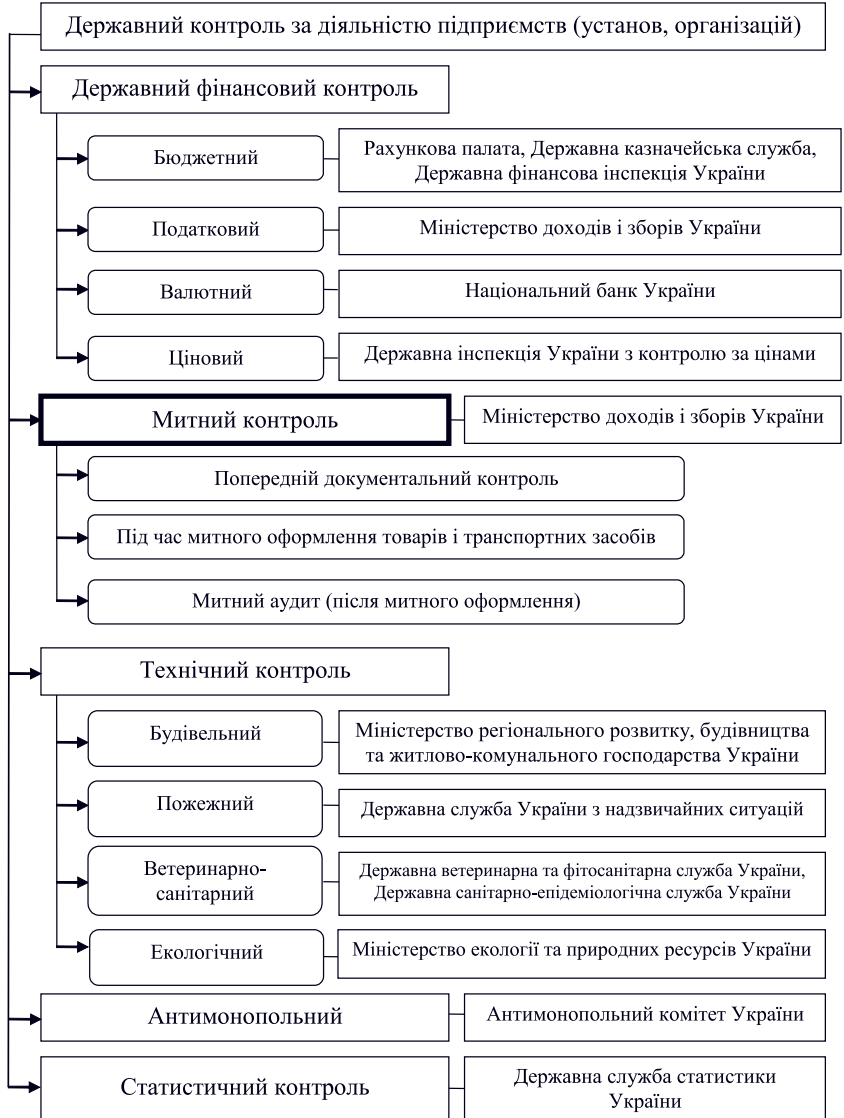 Державний контроль за діяльністю підприємств (установ, організацій)
Державний фінансовий контроль
Бюджетний
Рахункова палата, Державна казначейська служба,
Державна фінансова інспекція України
Податковий
Міністерство доходів і зборів України
Валютний
Національний банк України
Ціновий
Державна інспекція України з контролю за цінами
Митний контроль
Міністерство доходів і зборів України
Попередній документальний контроль
Під час митного оформлення товарів і транспортних засобів
Митний аудит (після митного оформлення)
Технічний контроль
Будівельний
Міністерство регіонального розвитку, будівництва
та житлово-комунального господарства України
Пожежний
Державна служба України з надзвичайних ситуацій
Ветеринарно-
санітарний
Державна ветеринарна та фітосанітарна служба України,
Державна санітарно-епідеміологічна служба України
Екологічний
Міністерство екології та природних ресурсів України
Антимонопольний
Антимонопольний комітет України
Статистичний контроль
Державна служба статистики
України